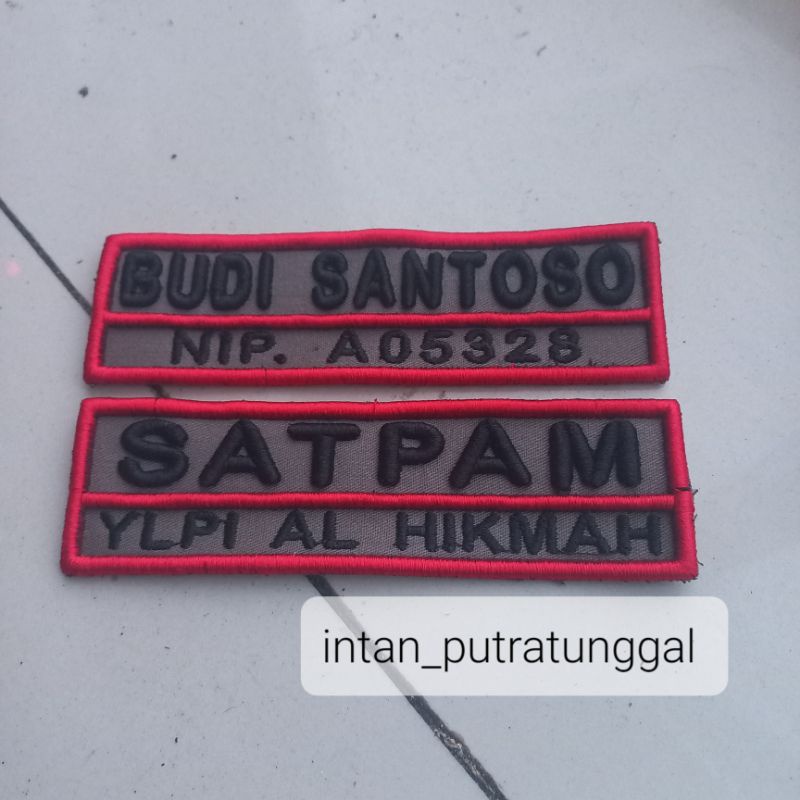 BUDI SANTOSO
NIP. A05328
SATPAM
YLPI AL HIKMAH
intan_putratunggal